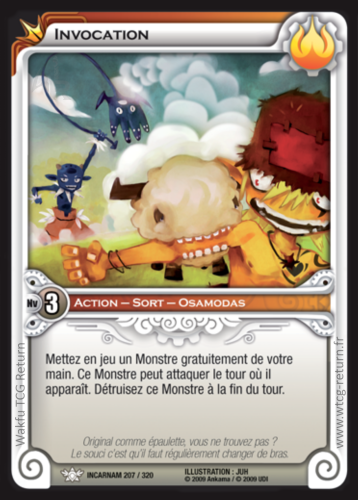 INVOCATION
Nv 3 ACTION – SORT – OSAMODAS
Mettez en jeu un Monstre gratuitement de votre
main. Ce Monstre peut attaquer le tour où il
apparaît. Détruisez ce Monstre à la fin du tour.
Original comme épaulette, vous ne trouvez pas ?
Le souci c'est qu'il faut régulièrement changer de bras.
INCARNAM 207 / 320
ILLUSTRATION : JUH
© 2009 Ankama / © 2009 UDI
Wakfu TCG Return
www.wtcg-return.fr